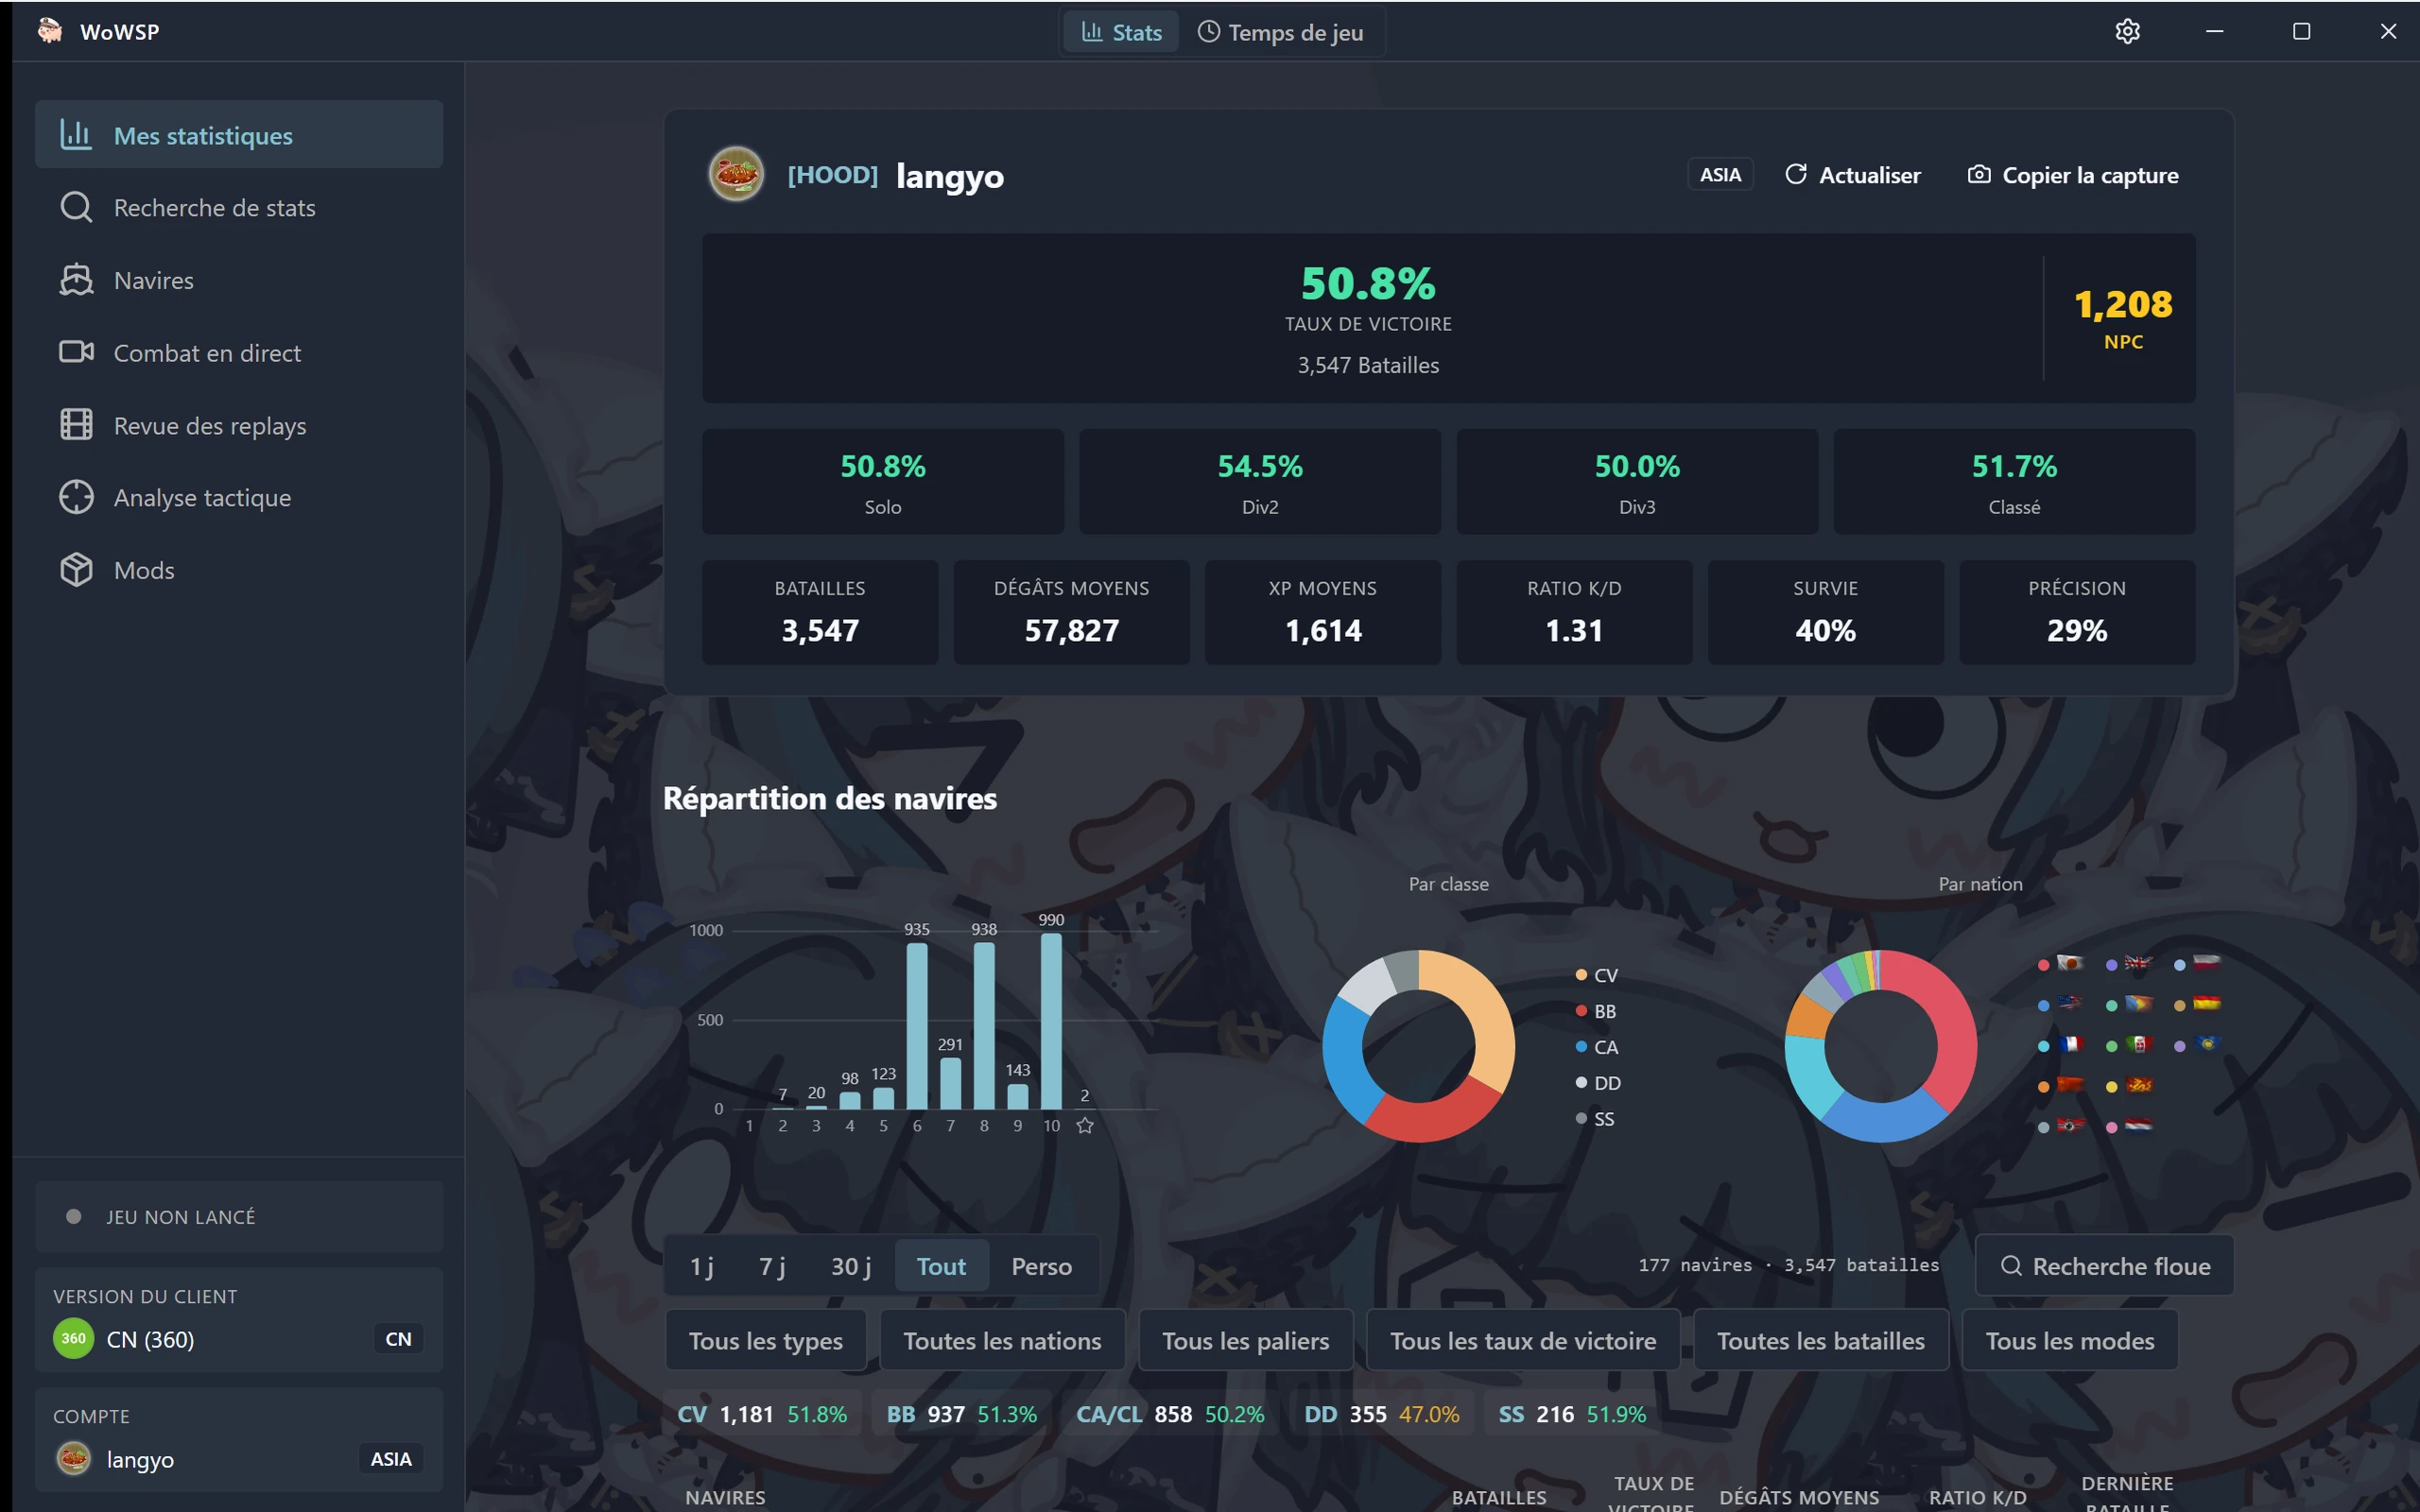 WoWSP
Stats
Temps de jeu
Mes statistiques
Recherche de stats
Navires
Combat en direct
Revue des replays
Analyse tactique
Mods
JEU NON LANCÉ
VERSION DU CLIENT
360 CN (360) CN
COMPTE
langyo ASIA
[HOOD] langyo
ASIA
Actualiser
Copier la capture
50.8%
TAUX DE VICTOIRE
3,547 Batailles
1,208
NPC
50.8%
Solo
54.5%
Div2
50.0%
Div3
51.7%
Classé
BATAILLES
3,547
DÉGÂTS MOYENS
57,827
XP MOYENS
1,614
RATIO K/D
1.31
SURVIE
40%
PRÉCISION
29%
Répartition des navires
1000
500
0
7
20
98
123
935
291
938
143
990
2
1 2 3 4 5 6 7 8 9 10
Par classe
CV
BB
CA
DD
SS
Par nation
1 j 7 j 30 j Tout Perso
177 navires · 3,547 batailles
Recherche floue
Tous les types
Toutes les nations
Tous les paliers
Tous les taux de victoire
Toutes les batailles
Tous les modes
CV 1,181 51.8%
BB 937 51.3%
CA/CL 858 50.2%
DD 355 47.0%
SS 216 51.9%
NAVIRES
BATAILLES
TAUX DE
VICTOIRE
DÉGÂTS MOYENS
RATIO K/D
DERNIÈRE
BATAILLE